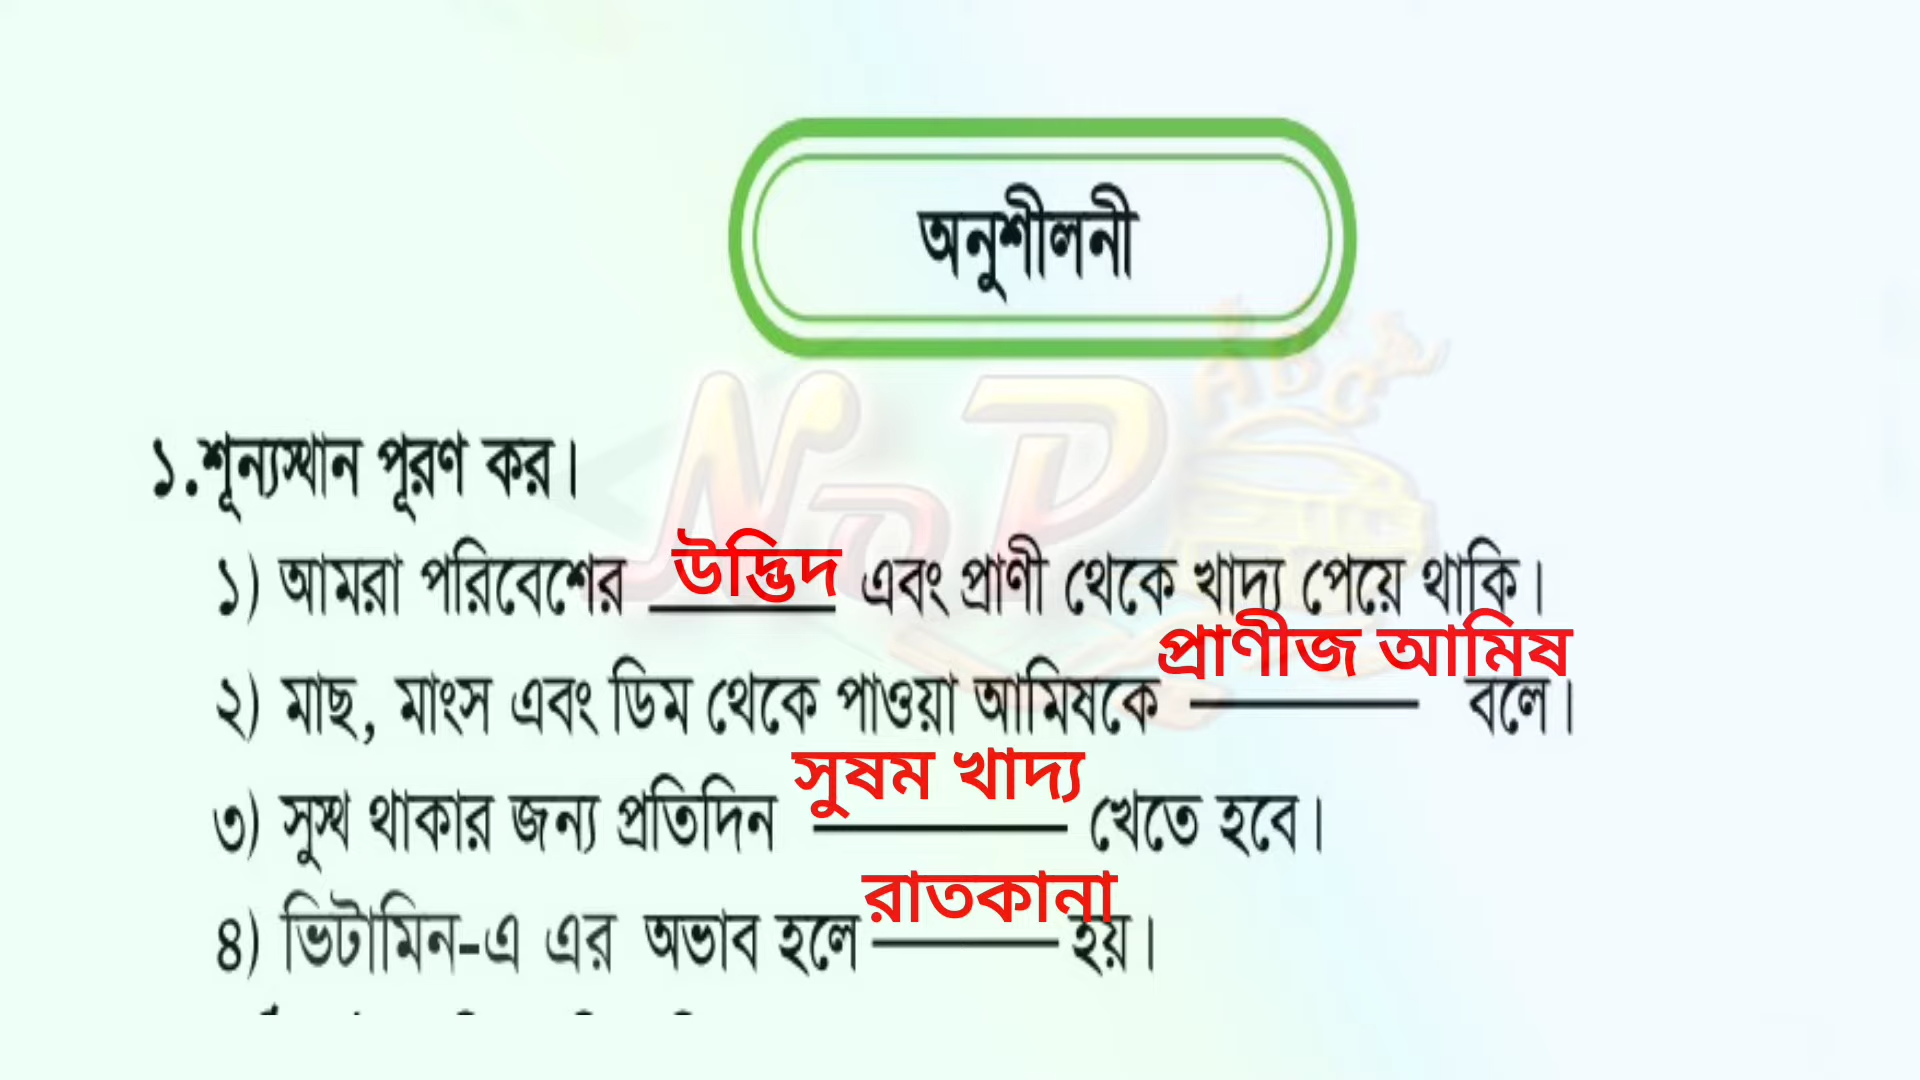 অনুশীলনী
১.শূন্যস্থান পূরণ কর।
১) আমরা পরিবেশের উদ্ভিদ এবং প্রাণী থেকে খাদ্য পেয়ে থাকি।
২) মাছ, মাংস এবং ডিম থেকে পাওয়া আমিষকে প্রাণীজ আমিষ বলে।
৩) সুস্থ থাকার জন্য প্রতিদিন সুষম খাদ্য খেতে হবে।
৪) ভিটামিন-এ এর অভাব হলে রাতকানা হয়।